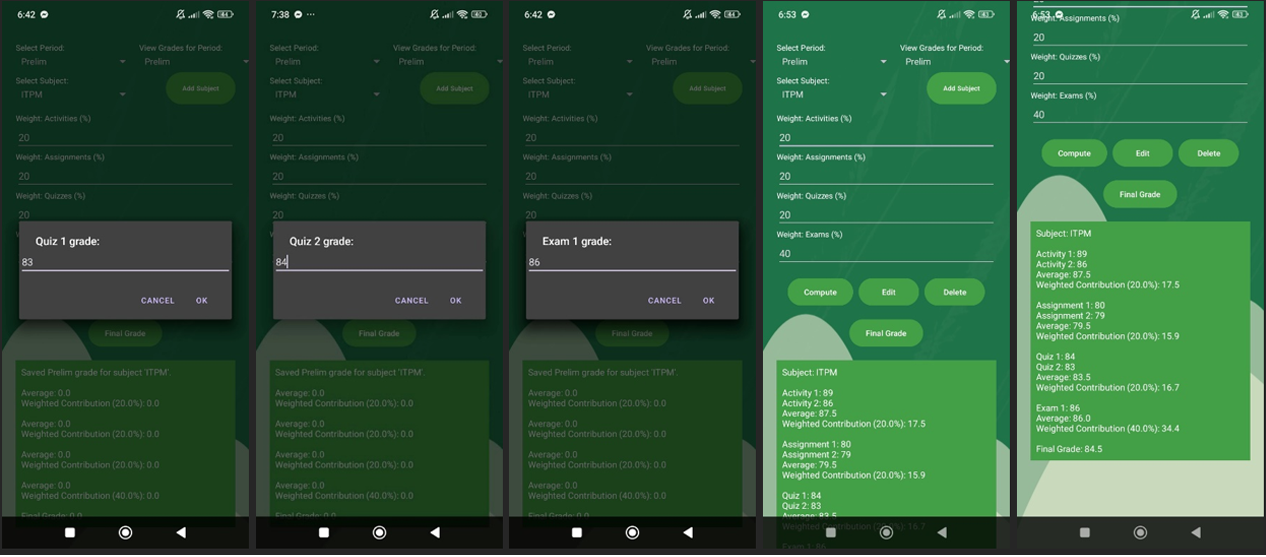 6:42
84
Select Period:
View Grades for Period:
Prelim
Prelim
Select Subject:
ITPM
Add Subject
Weight: Activities (%)
20
Weight: Assignments (%)
20
Weight: Quizzes (%)
20
Quiz 1 grade:
83
CANCEL
OK
Final Grade
Saved Prelim grade for subject 'ITPM'.
Average: 0.0
Weighted Contribution (20.0%): 0.0
Average: 0.0
Weighted Contribution (20.0%): 0.0
Average: 0.0
Weighted Contribution (20.0%): 0.0
Average: 0.0
Weighted Contribution (40.0%): 0.0
Final Grade: 0.0
7:38
Select Period:
View Grades for Period:
Prelim
Prelim
Select Subject:
ITPM
Add Subject
Weight: Activities (%)
20
Weight: Assignments (%)
20
Weight: Quizzes (%)
20
Quiz 2 grade:
84
CANCEL
OK
Final Grade
Saved Prelim grade for subject 'ITPM'.
Average: 0.0
Weighted Contribution (20.0%): 0.0
Average: 0.0
Weighted Contribution (20.0%): 0.0
Average: 0.0
Weighted Contribution (20.0%): 0.0
Average: 0.0
Weighted Contribution (40.0%): 0.0
Final Grade: 0.0
6:42
84
Select Period:
View Grades for Period:
Prelim
Prelim
Select Subject:
ITPM
Add Subject
Weight: Activities (%)
20
Weight: Assignments (%)
20
Weight: Quizzes (%)
20
Exam 1 grade:
86
CANCEL
OK
Final Grade
Saved Prelim grade for subject 'ITPM'.
Average: 0.0
Weighted Contribution (20.0%): 0.0
Average: 0.0
Weighted Contribution (20.0%): 0.0
Average: 0.0
Weighted Contribution (20.0%): 0.0
Average: 0.0
Weighted Contribution (40.0%): 0.0
Final Grade: 0.0
6:53
Select Period:
View Grades for Period:
Prelim
Prelim
Select Subject:
ITPM
Add Subject
Weight: Activities (%)
20
Weight: Assignments (%)
20
Weight: Quizzes (%)
20
Weight: Exams (%)
40
Compute
Edit
Delete
Final Grade
Subject: ITPM
Activity 1: 89
Activity 2: 86
Average: 87.5
Weighted Contribution (20.0%): 17.5
Assignment 1: 80
Assignment 2: 79
Average: 79.5
Weighted Contribution (20.0%): 15.9
Quiz 1: 84
Quiz 2: 83
Average: 83.5
Weighted Contribution (20.0%): 16.7
Exam 1: 86
6:53
Weight: Assignments (%)
20
Weight: Quizzes (%)
20
Weight: Exams (%)
40
Compute
Edit
Delete
Final Grade
Subject: ITPM
Activity 1: 89
Activity 2: 86
Average: 87.5
Weighted Contribution (20.0%): 17.5
Assignment 1: 80
Assignment 2: 79
Average: 79.5
Weighted Contribution (20.0%): 15.9
Quiz 1: 84
Quiz 2: 83
Average: 83.5
Weighted Contribution (20.0%): 16.7
Exam 1: 86
Average: 86.0
Weighted Contribution (40.0%): 34.4
Final Grade: 84.5